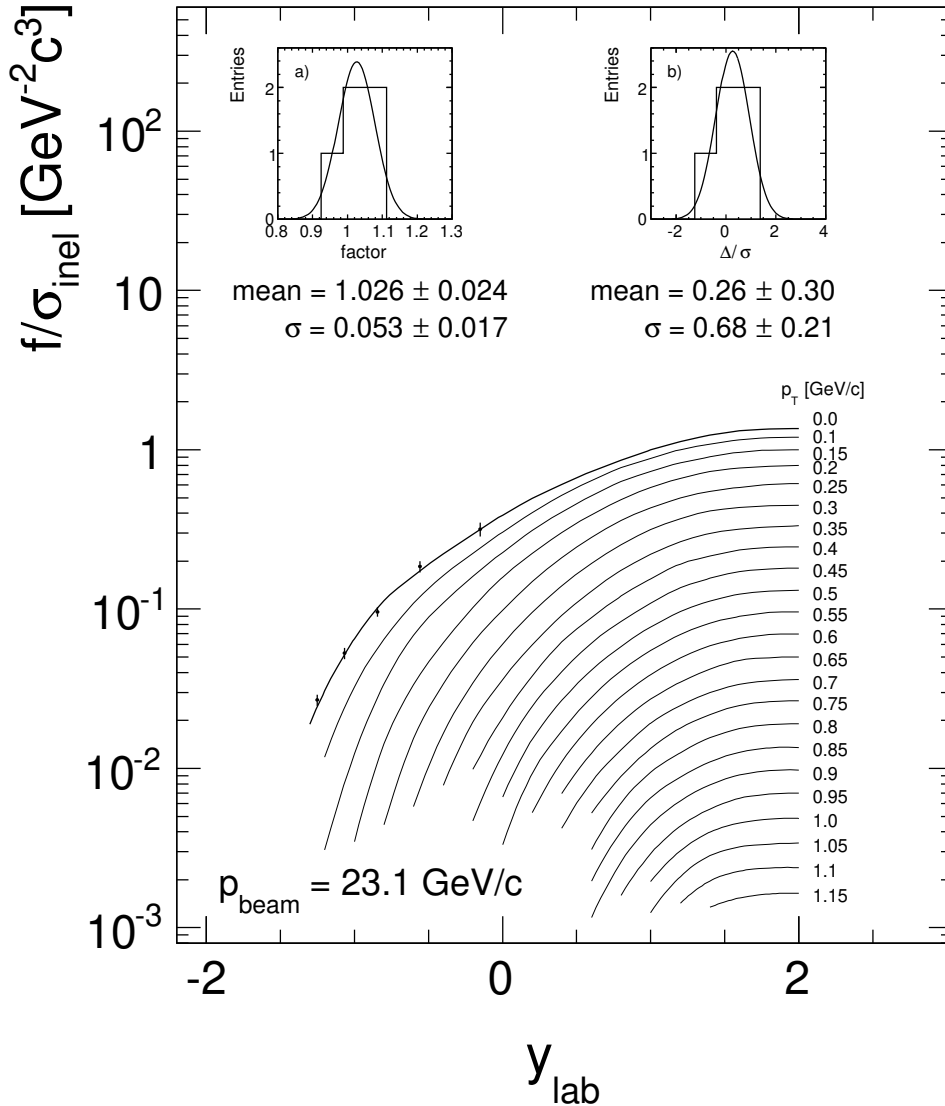 f/σ_inel [GeV^-2c^3]
10^2
10
1
10^-1
10^-2
10^-3
Entries
a)
2
1
0
0.8 0.9 1 1.1 1.2 1.3
factor
mean = 1.026 ± 0.024
σ = 0.053 ± 0.017
Entries
b)
2
1
0
-2 0 2 4
Δ/σ
mean = 0.26 ± 0.30
σ = 0.68 ± 0.21
p_T [GeV/c]
0.0
0.1
0.15
0.2
0.25
0.3
0.35
0.4
0.45
0.5
0.55
0.6
0.65
0.7
0.75
0.8
0.85
0.9
0.95
1.0
1.05
1.1
1.15
p_beam = 23.1 GeV/c
-2 0 2
y_lab